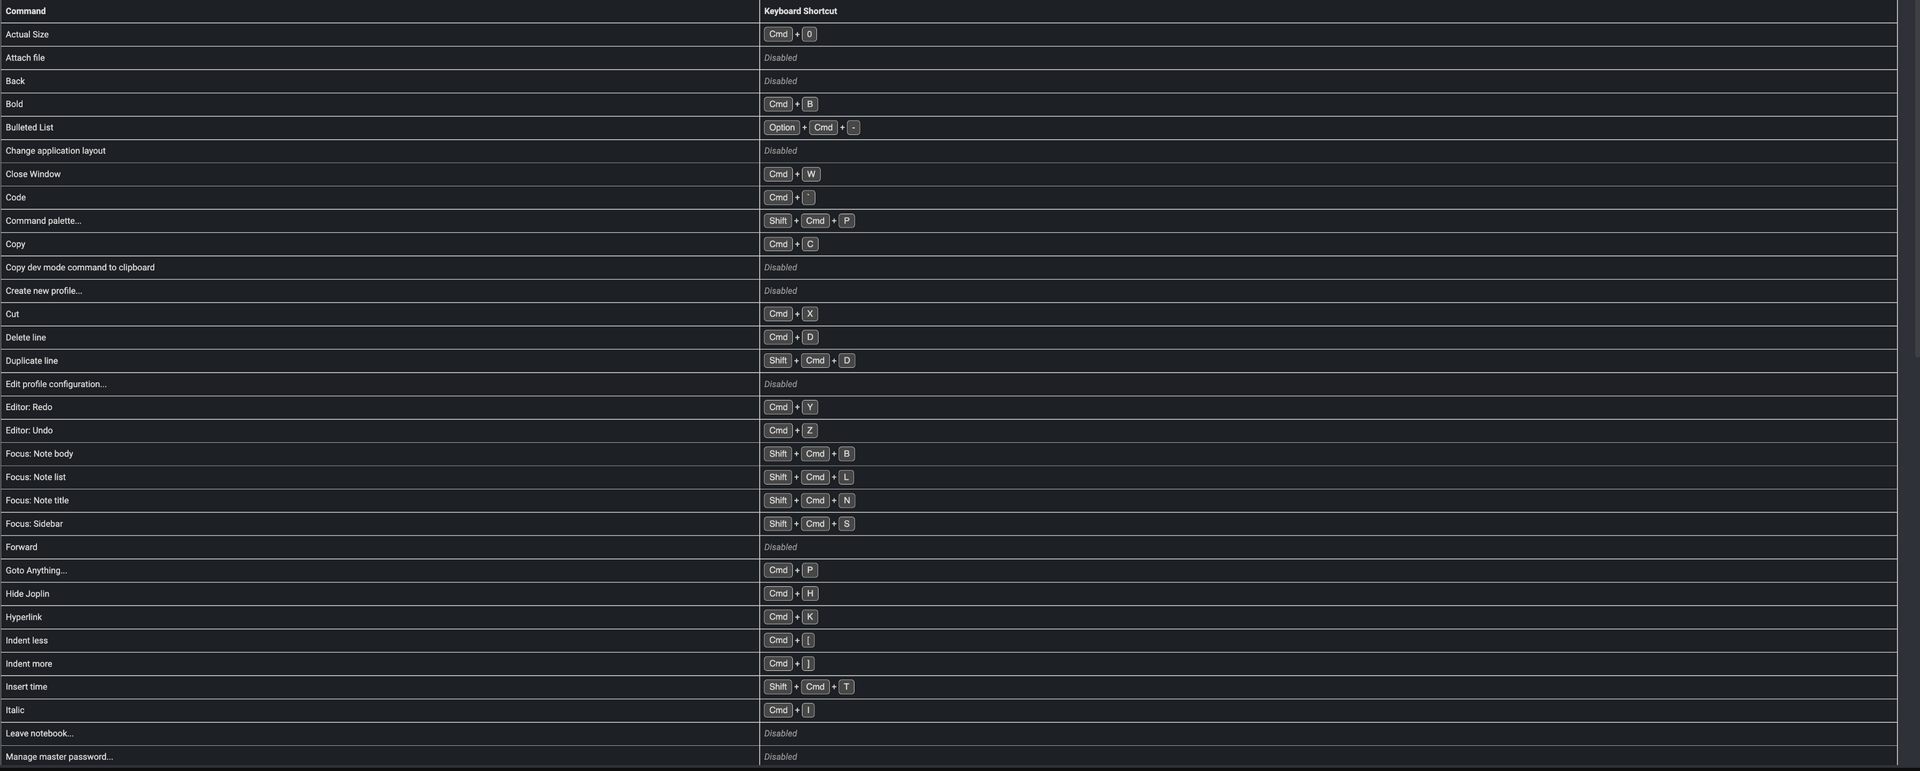 Command Keyboard Shortcut
Actual Size Cmd + 0
Attach file Disabled
Back Disabled
Bold Cmd + B
Bulleted List Option + Cmd + -
Change application layout Disabled
Close Window Cmd + W
Code Cmd + `
Command palette... Shift + Cmd + P
Copy Cmd + C
Copy dev mode command to clipboard Disabled
Create new profile... Disabled
Cut Cmd + X
Delete line Cmd + D
Duplicate line Shift + Cmd + D
Edit profile configuration... Disabled
Editor: Redo Cmd + Y
Editor: Undo Cmd + Z
Focus: Note body Shift + Cmd + B
Focus: Note list Shift + Cmd + L
Focus: Note title Shift + Cmd + N
Focus: Sidebar Shift + Cmd + S
Forward Disabled
Goto Anything... Cmd + P
Hide Joplin Cmd + H
Hyperlink Cmd + K
Indent less Cmd + [
Indent more Cmd + ]
Insert time Shift + Cmd + T
Italic Cmd + I
Leave notebook... Disabled
Manage master password... Disabled